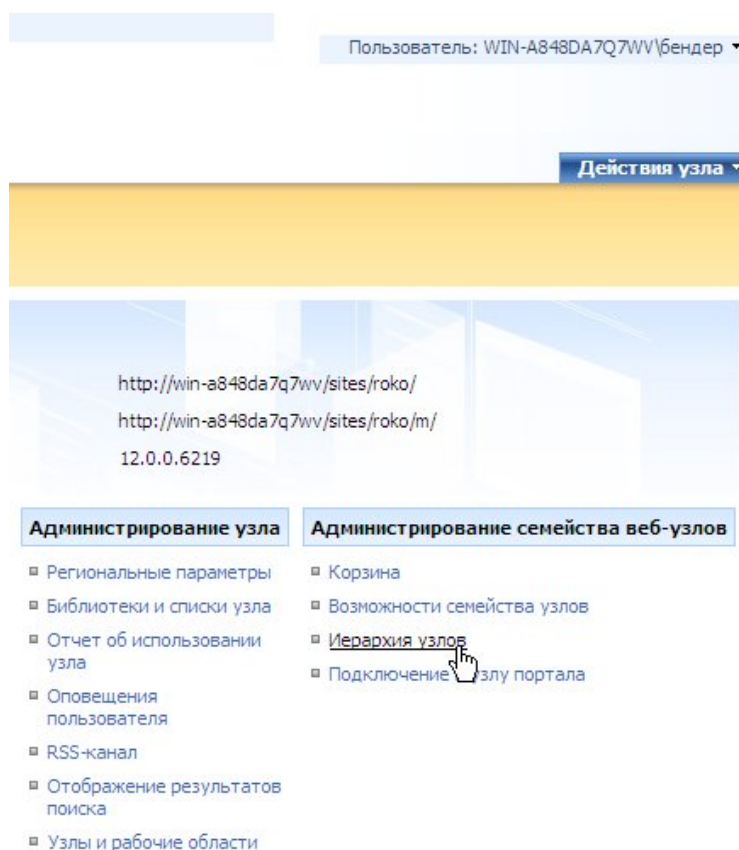 Пользователь: WIN-A848DA7Q7WV\бендер
Действия узла
http://win-a848da7q7wv/sites/roko/
http://win-a848da7q7wv/sites/roko/m/
12.0.0.6219
Администрирование узла
Региональные параметры
Библиотеки и списки узла
Отчет об использовании
узла
Оповещения
пользователя
RSS-канал
Отображение результатов
поиска
Узлы и рабочие области
Администрирование семейства веб-узлов
Корзина
Возможности семейства узлов
Иерархия узлов
Подключение узлу портала